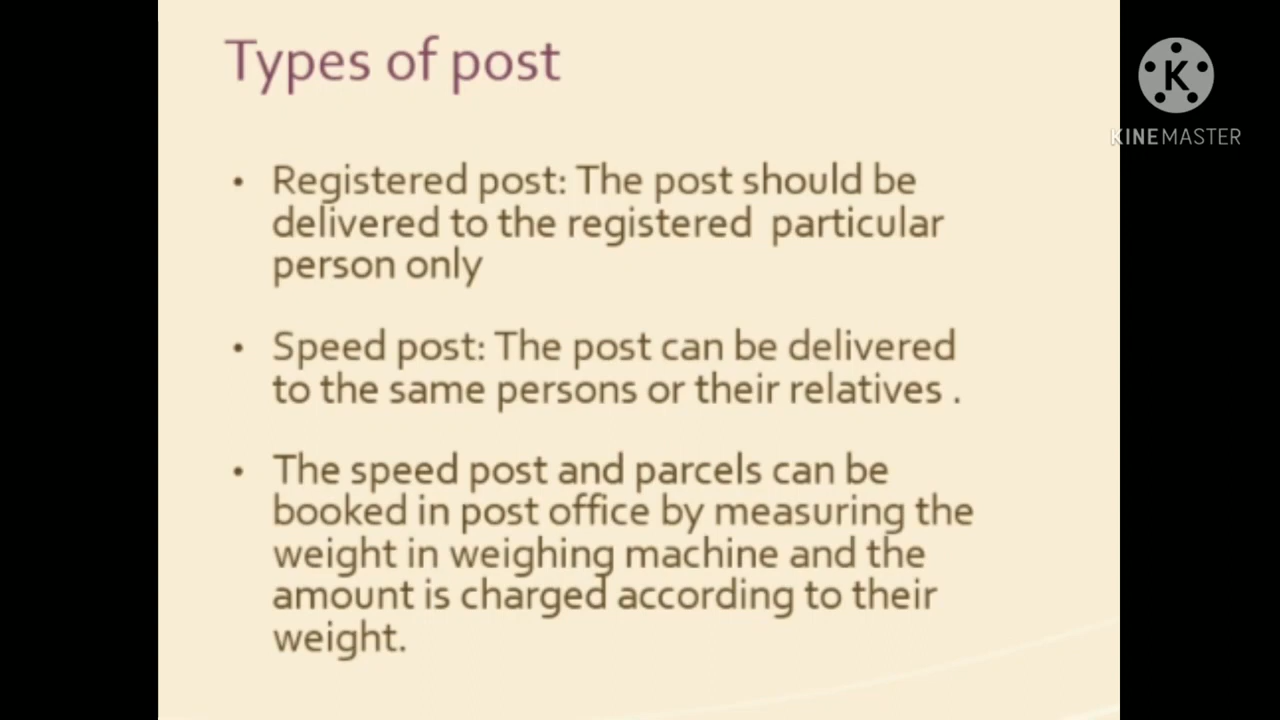 Types of post
K
KINEMASTER
• Registered post: The post should be
delivered to the registered particular
person only
• Speed post: The post can be delivered
to the same persons or their relatives .
• The speed post and parcels can be
booked in post office by measuring the
weight in weighing machine and the
amount is charged according to their
weight.